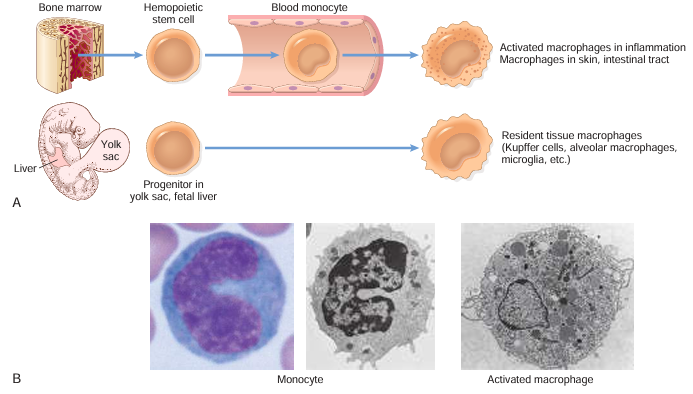 Bone marrow
Hemopoietic
stem cell
Blood monocyte
Activated macrophages in inflammation
Macrophages in skin, intestinal tract
Yolk
sac
Liver
Progenitor in
yolk sac, fetal liver
Resident tissue macrophages
(Kupffer cells, alveolar macrophages,
microglia, etc.)
A
B
Monocyte
Activated macrophage